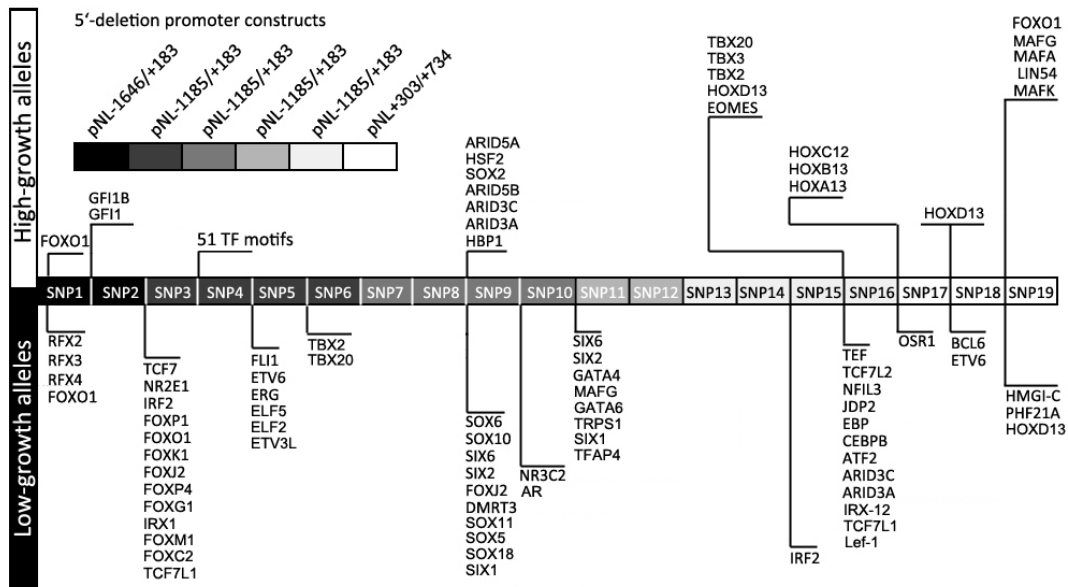 5‘-deletion promoter constructs
pNL-1646/+183
pNL-1185/+183
pNL-1185/+183
pNL-1185/+183
pNL-1185/+183
pNL+303/+734
High-growth alleles
Low-growth alleles
FOXO1
GFI1B
GFI1
51 TF motifs
ARID5A
HSF2
SOX2
ARID5B
ARID3C
ARID3A
HBP1
TBX20
TBX3
TBX2
HOXD13
EOMES
HOXC12
HOXB13
HOXA13
HOXD13
FOXO1
MAFG
MAFA
LIN54
MAFK
SNP1 SNP2 SNP3 SNP4 SNP5 SNP6 SNP7 SNP8 SNP9 SNP10 SNP11 SNP12 SNP13 SNP14 SNP15 SNP16 SNP17 SNP18 SNP19
RFX2
RFX3
RFX4
FOXO1
TCF7
NR2E1
IRF2
FOXP1
FOXO1
FOXK1
FOXJ2
FOXP4
FOXG1
IRX1
FOXM1
FOXC2
TCF7L1
FLI1
ETV6
ERG
ELF5
ELF2
ETV3L
TBX2
TBX20
SOX6
SOX10
SIX6
SIX2
FOXJ2
DMRT3
SOX11
SOX5
SOX18
SIX1
NR3C2
AR
SIX6
SIX2
GATA4
MAFG
GATA6
TRPS1
SIX1
TFAP4
IRF2
TEF
TCF7L2
NFIL3
JDP2
EBP
CEBPB
ATF2
ARID3C
ARID3A
IRX-12
TCF7L1
Lef-1
OSR1
BCL6
ETV6
HMGI-C
PHF21A
HOXD13